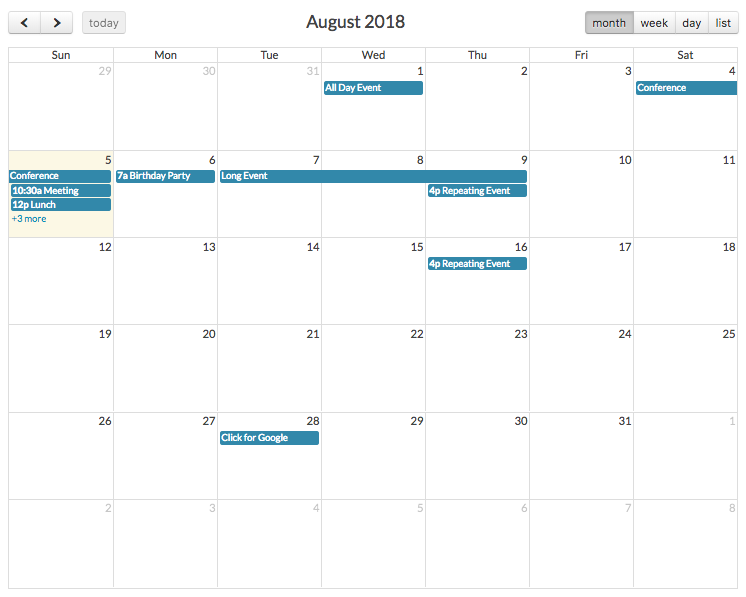 today
August 2018
month week day list
Sun Mon Tue Wed Thu Fri Sat
29 30 31 1 2 3 4
All Day Event Conference
5 6 7 8 9 10 11
Conference 7a Birthday Party Long Event
10:30a Meeting 4p Repeating Event
12p Lunch
+3 more
12 13 14 15 16 17 18
4p Repeating Event
19 20 21 22 23 24 25
26 27 28 29 30 31 1
Click for Google
2 3 4 5 6 7 8